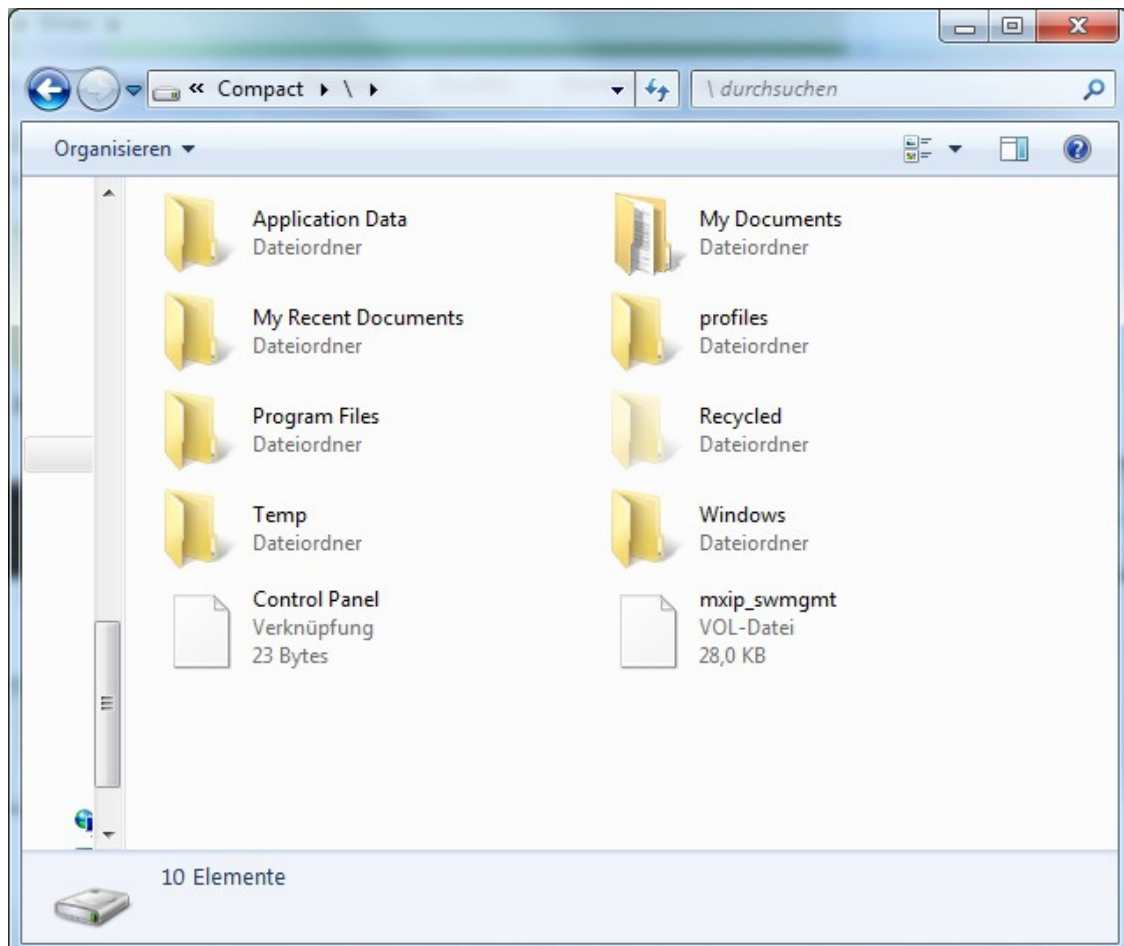 « Compact ▸ \ ▸
\ durchsuchen
Organisieren
Application Data
Dateiordner
My Documents
Dateiordner
My Recent Documents
Dateiordner
profiles
Dateiordner
Program Files
Dateiordner
Recycled
Dateiordner
Temp
Dateiordner
Windows
Dateiordner
Control Panel
Verknüpfung
23 Bytes
mxip_swmgmt
VOL-Datei
28,0 KB
10 Elemente